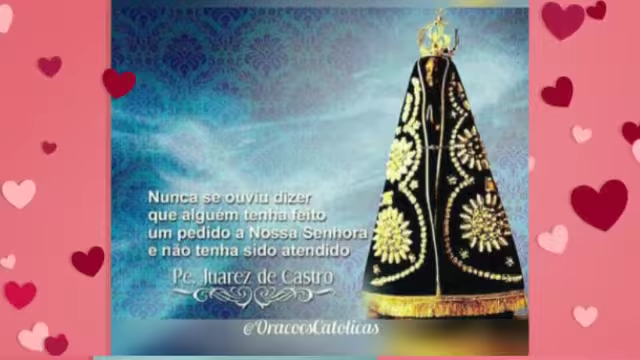 Nunca se ouviu dizer
que alguém tenha feito
um pedido a Nossa Senhora
e não tenha sido atendido
Pe. Juarez de Castro
@OracoesCatolicas